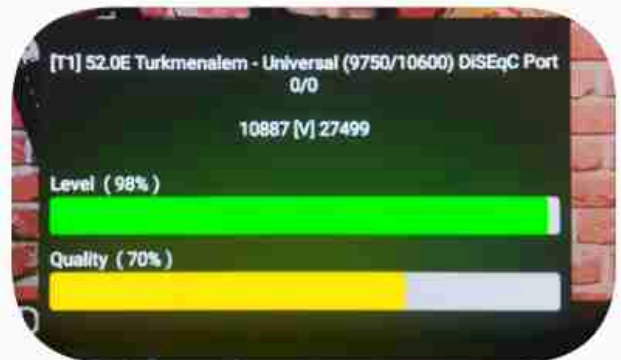 [T1] 52.0E Turkmenalem - Universal (9750/10600) DiSEqC Port
0/0
10887 [V] 27499
Level ( 98% )
Quality ( 70% )